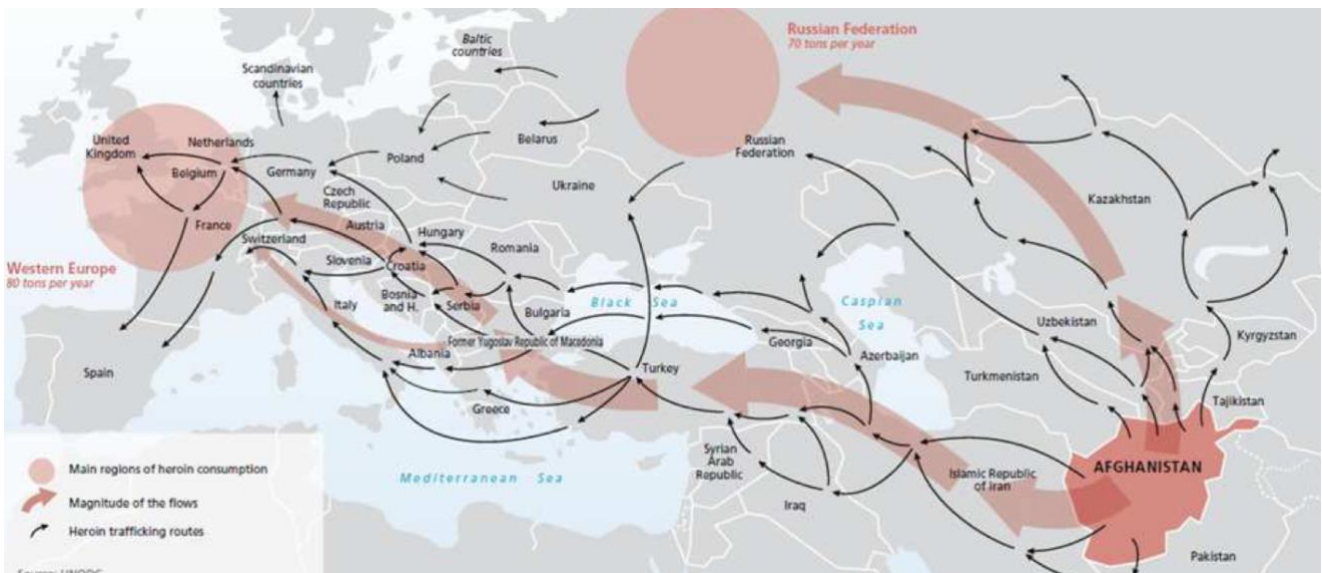 Russian Federation
70 tons per year
Baltic
countries
Scandinavian
countries
United
Kingdom
Netherlands
Belgium
Germany
Poland
Belarus
Russian
Federation
Ukraine
Czech
Republic
Kazakhstan
France
Austria
Hungary
Switzerland
Romania
Slovenia
Croatia
Western Europe
80 tons per year
Italy
Bosnia
and H.
Serbia
Bulgaria
Black Sea
Caspian
Sea
Former Yugoslav Republic of Macedonia
Georgia
Azerbaijan
Uzbekistan
Kyrgyzstan
Albania
Spain
Turkey
Turkmenistan
Tajikistan
Greece
Syrian
Arab
Republic
Mediterranean Sea
Iraq
Islamic Republic
of Iran
AFGHANISTAN
Pakistan
Main regions of heroin consumption
Magnitude of the flows
Heroin trafficking routes